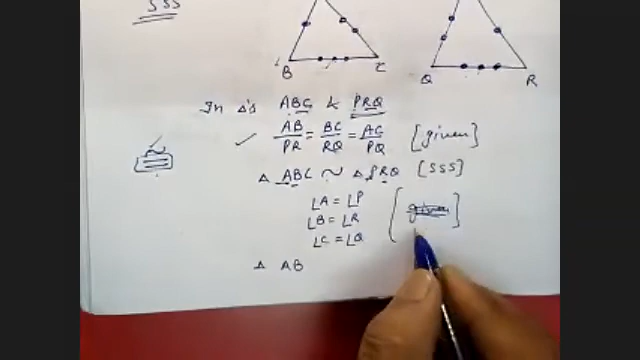 SSS
B C Q R
In Δ's ABC & PRQ
AB/PR = BC/RQ = AC/PQ [given]
Δ ABC ~ Δ PRQ [SSS]
∠A = ∠P
∠B = ∠R
∠C = ∠Q
Δ AB